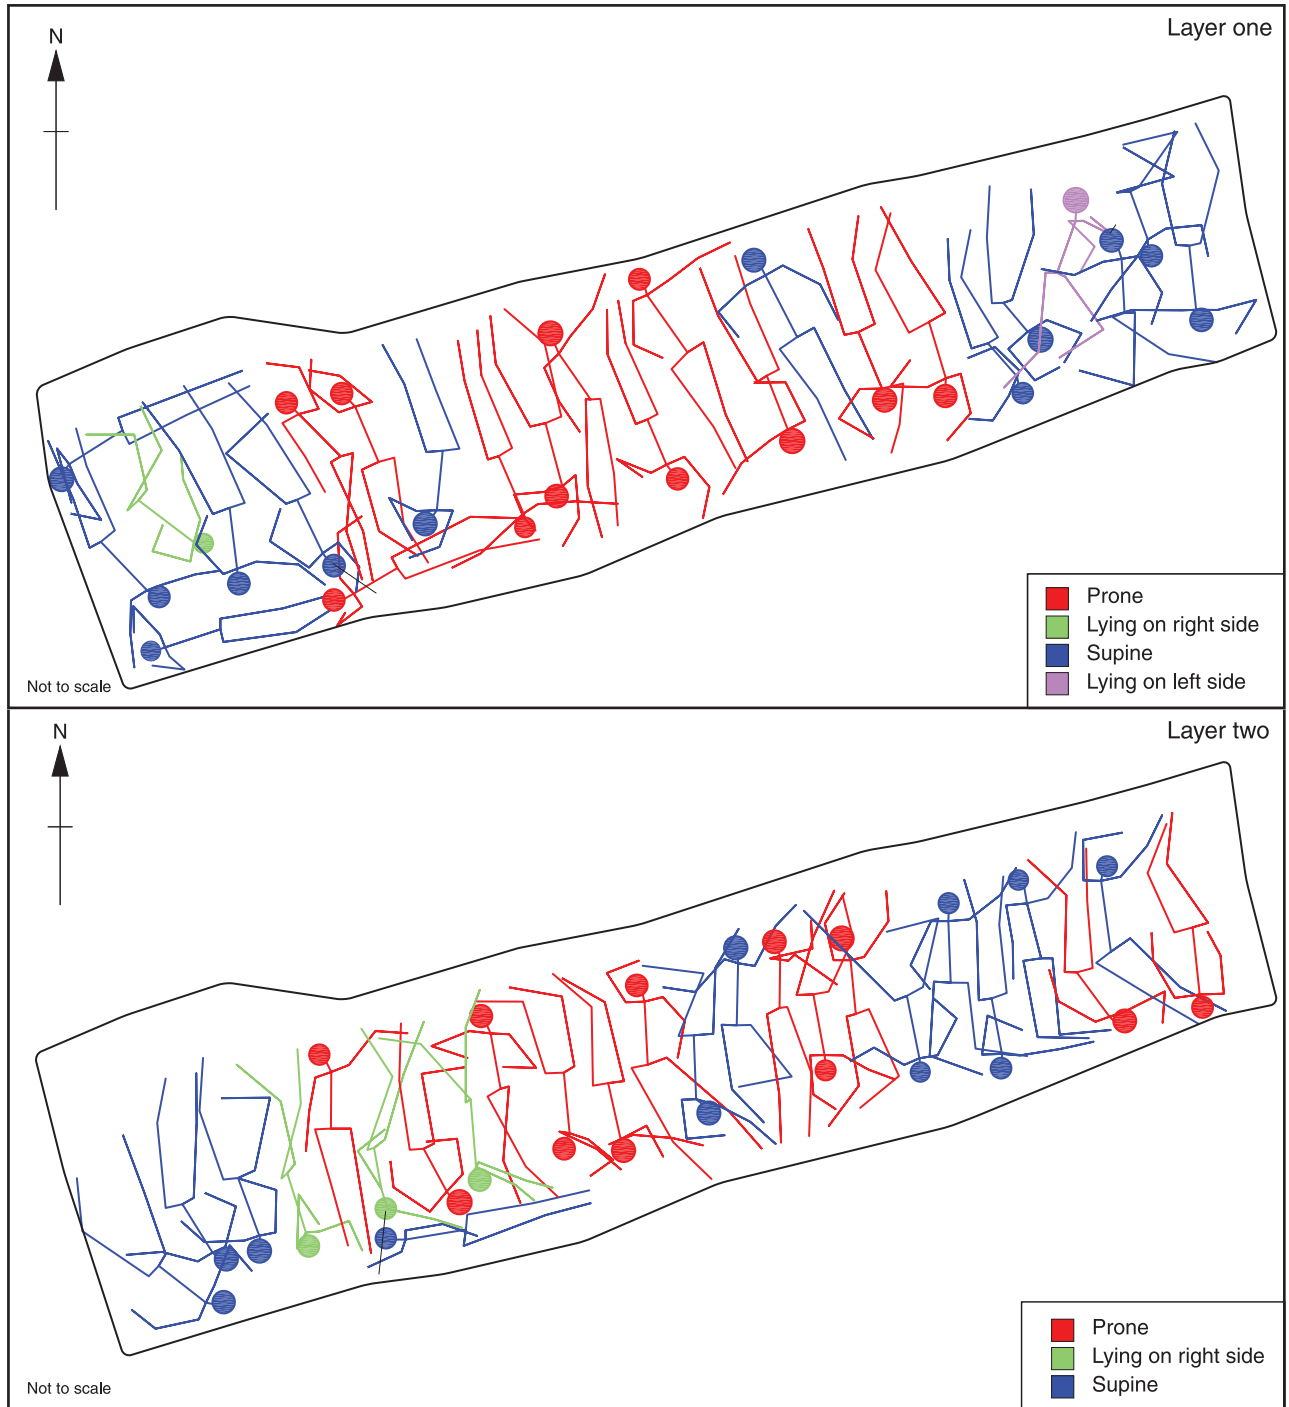 Layer one
N
Prone
Lying on right side
Supine
Lying on left side
Not to scale
Layer two
N
Prone
Lying on right side
Supine
Not to scale